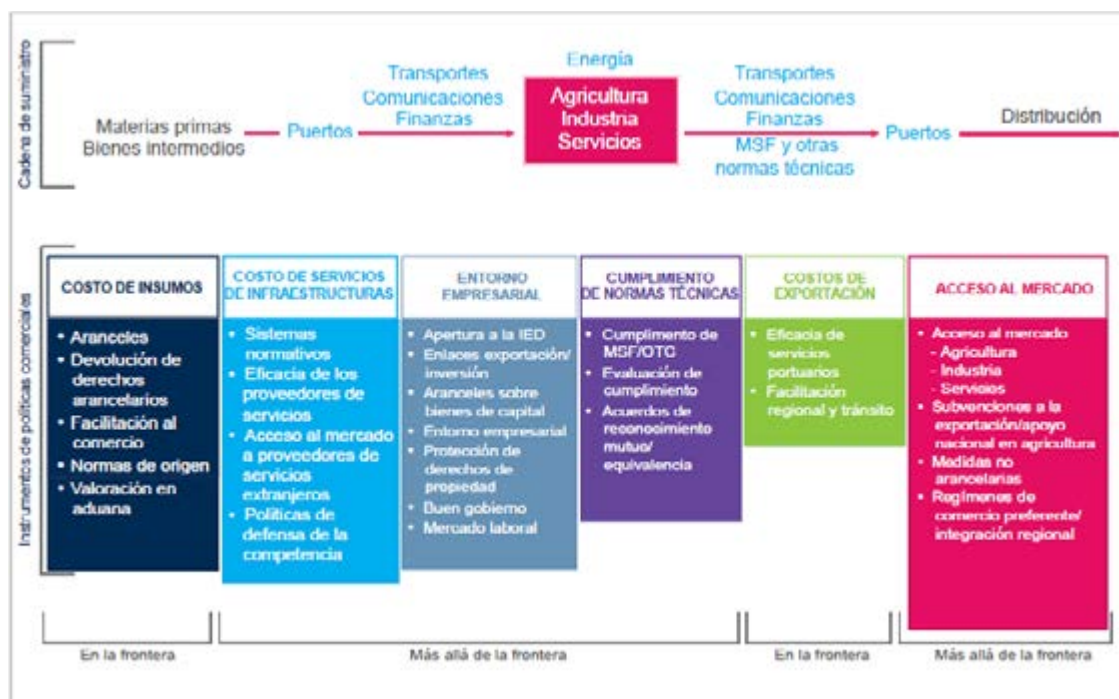 Cadena de suministro
Materias primas
Bienes intermedios
Puertos
Transportes
Comunicaciones
Finanzas
Energía
Agricultura
Industria
Servicios
Transportes
Comunicaciones
Finanzas
MSF y otras
normas técnicas
Puertos
Distribución
Instrumentos de políticas comerciales
COSTO DE INSUMOS
• Aranceles
• Devolución de
derechos
arancelarios
• Facilitación al
comercio
• Normas de origen
• Valoración en
aduana
COSTO DE SERVICIOS
DE INFRAESTRUCTURAS
• Sistemas
normativos
• Eficacia de los
proveedores de
servicios
• Acceso al mercado
a proveedores de
servicios
extranjeros
• Políticas de
defensa de la
competencia
ENTORNO
EMPRESARIAL
• Apertura a la IED
• Enlaces exportación/
inversión
• Aranceles sobre
bienes de capital
• Entorno empresarial
• Protección de
derechos de
propiedad
• Buen gobierno
• Mercado laboral
CUMPLIMIENTO
DE NORMAS TÉCNICAS
• Cumplimento de
MSF/OTC
• Evaluación de
cumplimiento
• Acuerdos de
reconocimiento
mutuo/
equivalencia
COSTOS DE
EXPORTACIÓN
• Eficacia de
servicios
portuarios
• Facilitación
regional y tránsito
ACCESO AL MERCADO
• Acceso al mercado
- Agricultura
- Industria
- Servicios
• Subvenciones a la
exportación/apoyo
nacional en agricultura
• Medidas no
arancelarias
• Regímenes de
comercio preferente/
integración regional
En la frontera
Más allá de la frontera
En la frontera
Más allá de la frontera